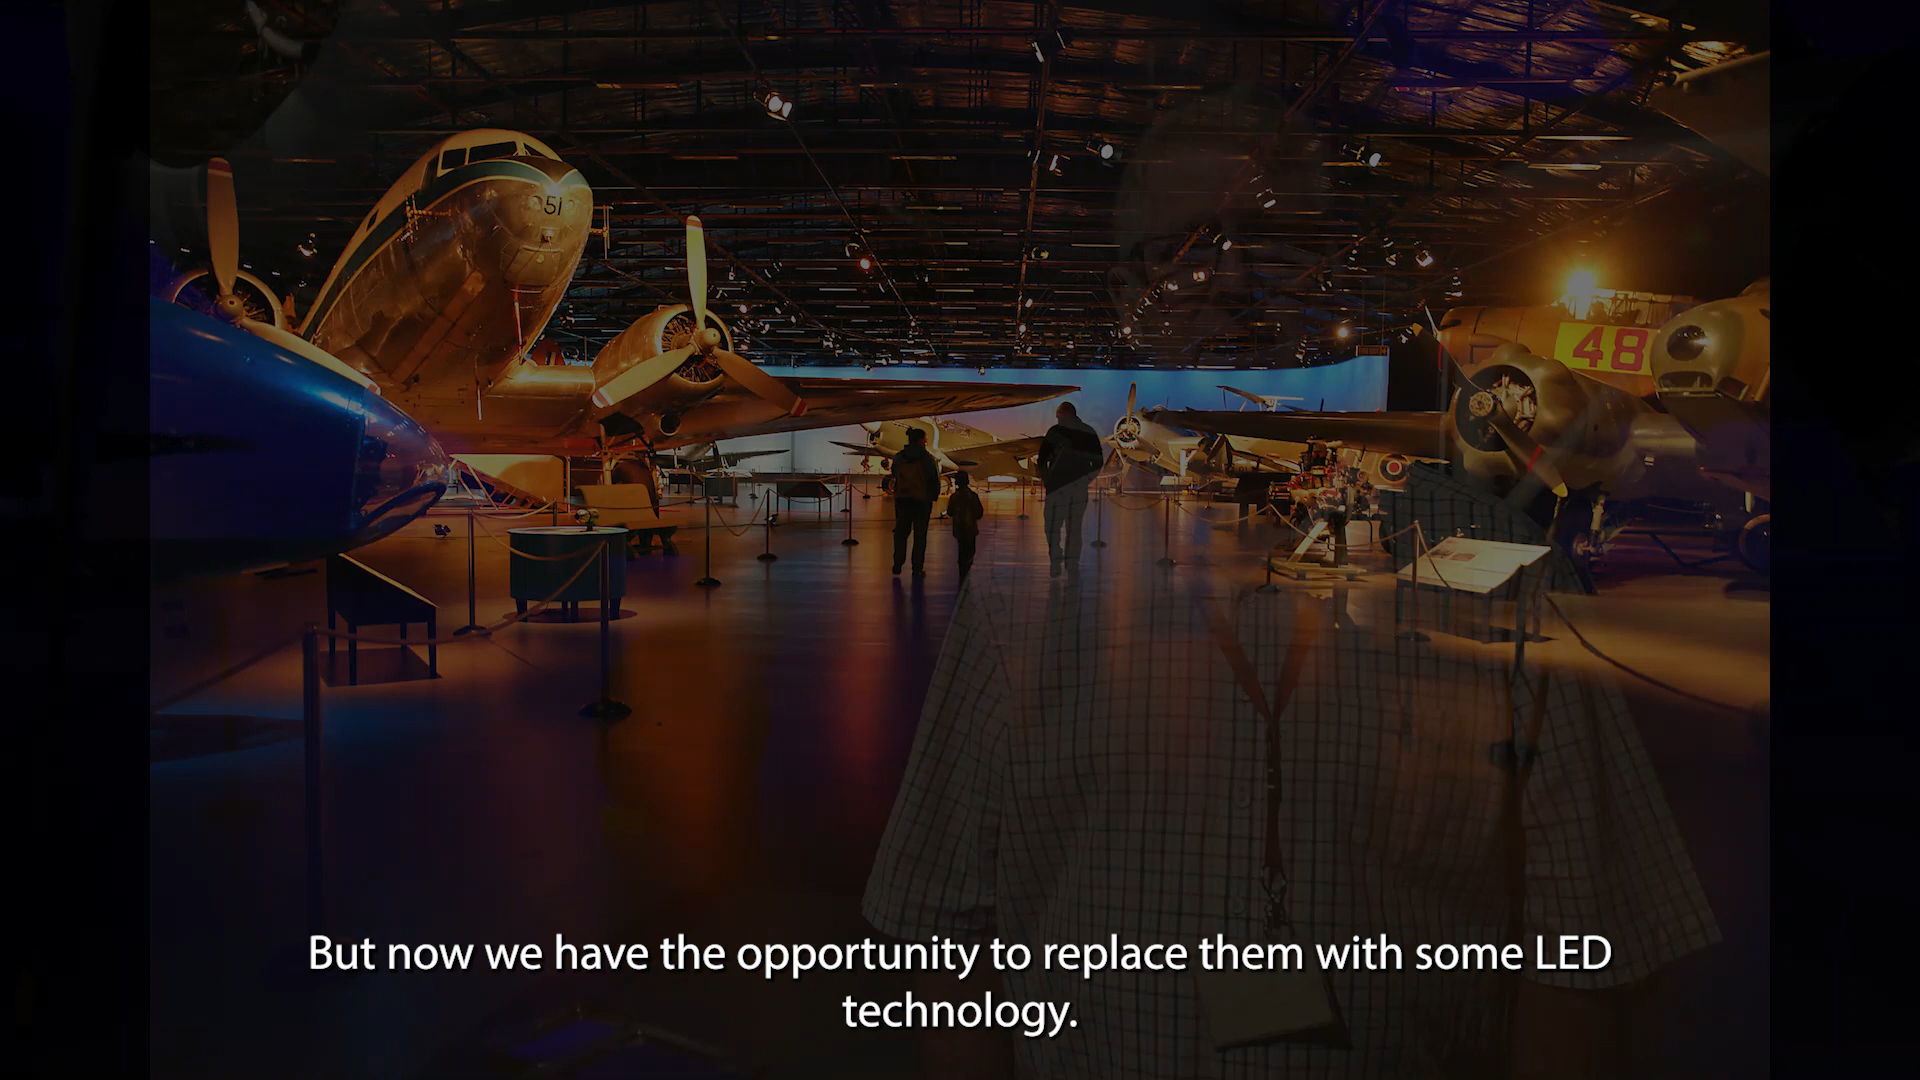 51
48
But now we have the opportunity to replace them with some LED
technology.